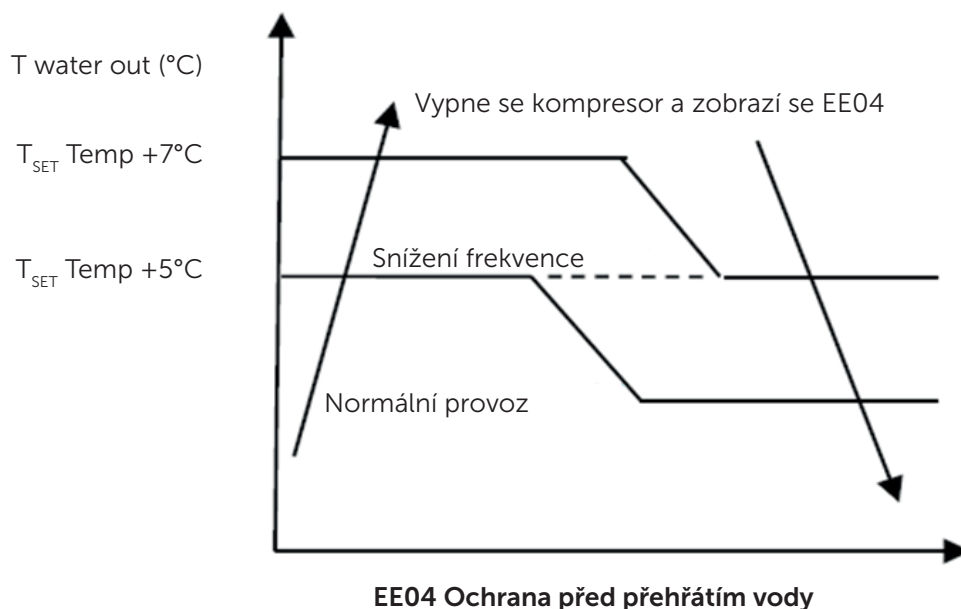 T water out (°C)
Vypne se kompresor a zobrazí se EE04
T_SET Temp +7°C
Snížení frekvence
T_SET Temp +5°C
Normální provoz
EE04 Ochrana před přehřátím vody